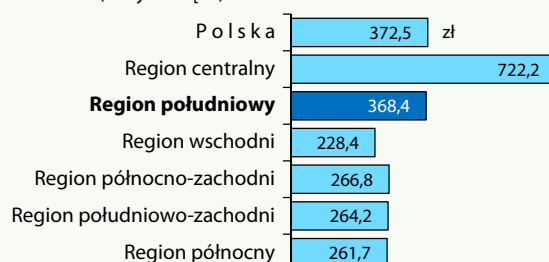 Polska 372,5 zł
Region centralny 722,2
Region południowy 368,4
Region wschodni 228,4
Region północno-zachodni 266,8
Region południowo-zachodni 264,2
Region północny 261,7